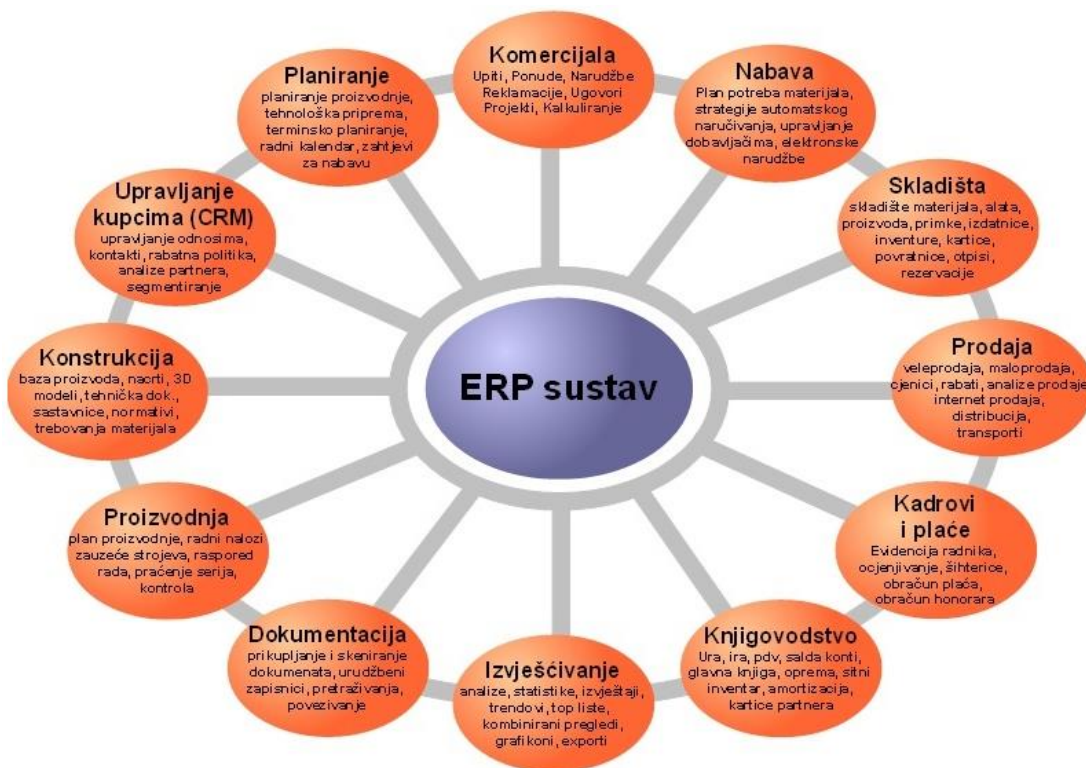 Komercijala
Upiti, Ponude, Narudžbe
Reklamacije, Ugovori
Projekti, Kalkuliranje
Nabava
Plan potreba materijala,
strategije automatskog
naručivanja, upravljanje
dobavljačima, elektronske
narudžbe
Skladišta
skladište materijala, alata,
proizvoda, primke, izdatnice,
inventure, kartice,
povratnice, otpisi,
rezervacije
Prodaja
veleprodaja, maloprodaja,
cjenici, rabati, analize prodaje
internet prodaja,
distribucija,
transporti
Kadrovi
i plaće
Evidencija radnika,
ocjenjivanje, šihterice,
obračun plaća,
obračun honorara
Knjigovodstvo
Ura, ira, pdv, salda konti,
glavna knjiga, oprema, sitni
inventar, amortizacija,
kartice partnera
Izvješćivanje
analize, statistike, izvještaji,
trendovi, top liste,
kombinirani pregledi,
grafikoni, exporti
Dokumentacija
prikupljanje i skeniranje
dokumenata, urudžbeni
zapisnici, pretraživanja,
povezivanje
Proizvodnja
plan proizvodnje, radni nalozi
zauzeće strojeva, raspored
rada, praćenje serija,
kontrola
Konstrukcija
baza proizvoda, nacrti, 3D
modeli, tehnička dok.,
sastavnice, normativi,
trebovanja materijala
Upravljanje
kupcima (CRM)
upravljanje odnosima,
kontakti, rabatna politika,
analize partnera,
segmentiranje
Planiranje
planiranje proizvodnje,
tehnološka priprema,
terminsko planiranje,
radni kalendar, zahtjevi
za nabavu
ERP sustav